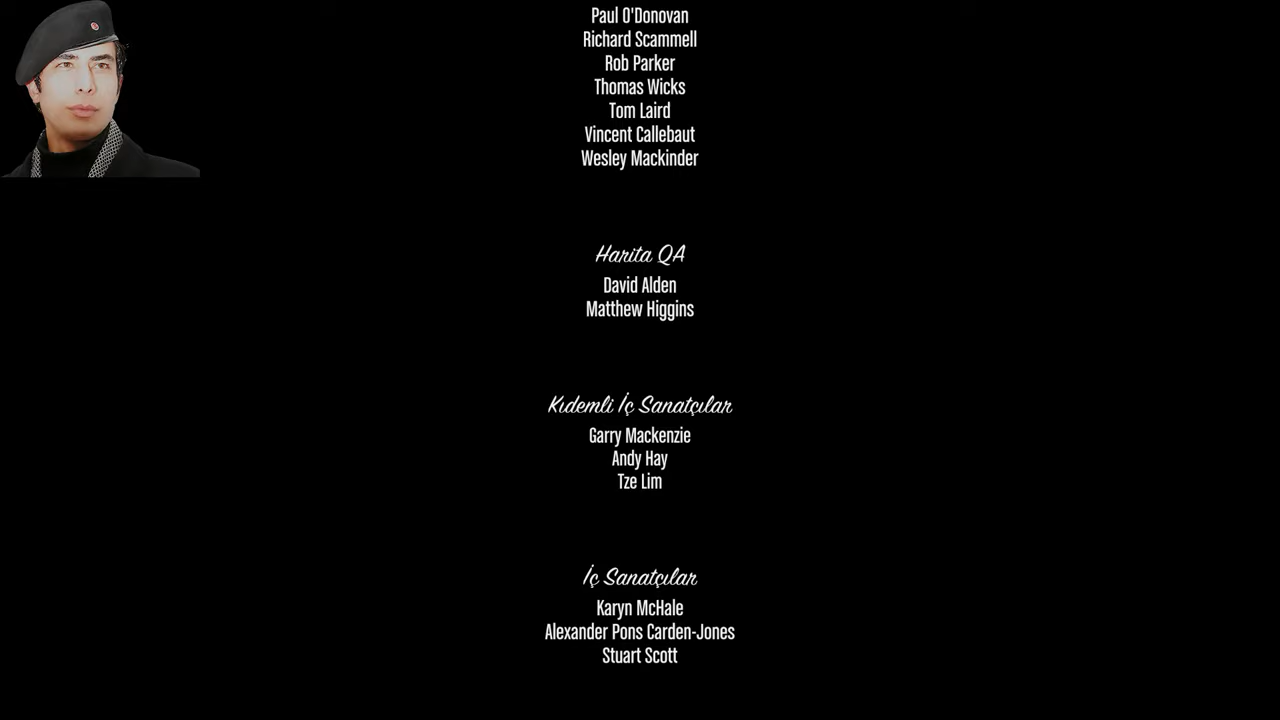 Paul O'Donovan
Richard Scammell
Rob Parker
Thomas Wicks
Tom Laird
Vincent Callebaut
Wesley Mackinder
Harita QA
David Alden
Matthew Higgins
Kıdemli İç Sanatçılar
Garry Mackenzie
Andy Hay
Tze Lim
İç Sanatçılar
Karyn McHale
Alexander Pons Carden-Jones
Stuart Scott